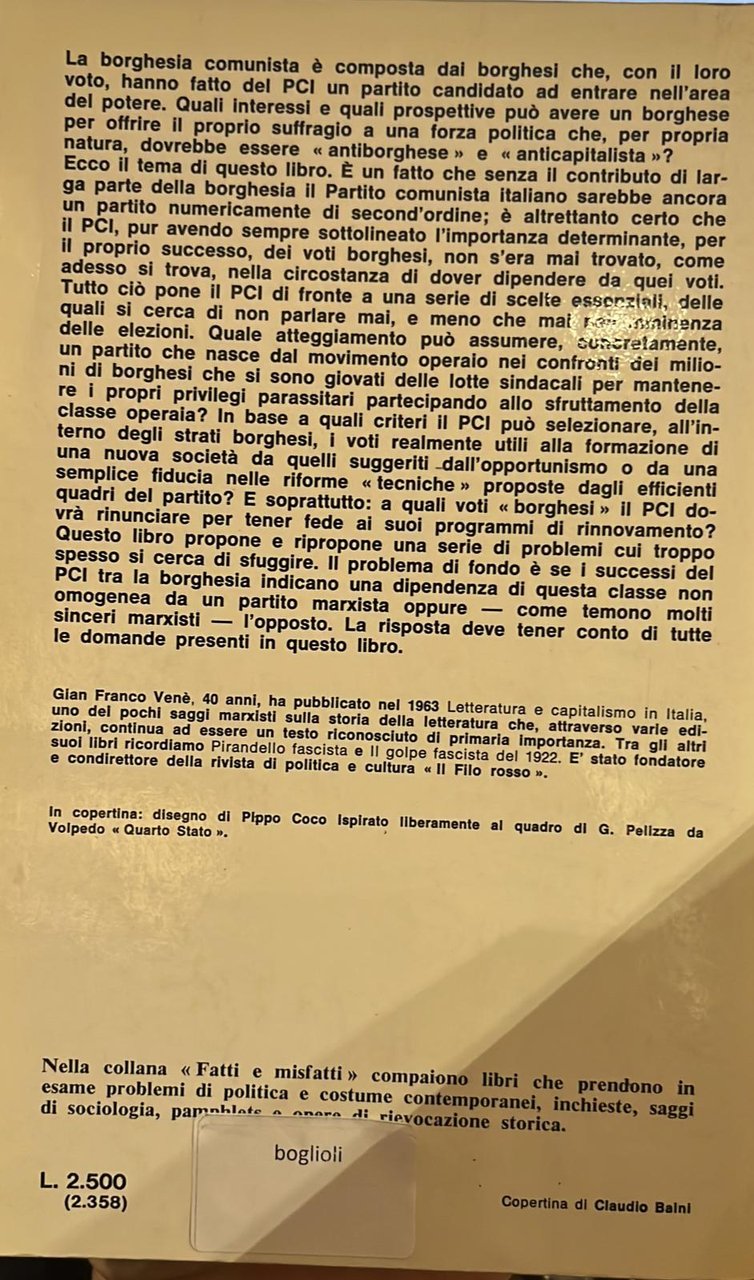 La borghesia comunista è composta dai borghesi che, con il loro
voto, hanno fatto del PCI un partito candidato ad entrare nell'area
del potere. Quali interessi e quali prospettive può avere un borghese
per offrire il proprio suffragio a una forza politica che, per propria
natura, dovrebbe essere « antiborghese » e « anticapitalista »?
Ecco il tema di questo libro. È un fatto che senza il contributo di lar-
ga parte della borghesia il Partito comunista italiano sarebbe ancora
un partito numericamente di second'ordine; è altrettanto certo che
il PCI, pur avendo sempre sottolineato l'importanza determinante, per
il proprio successo, dei voti borghesi, non s'era mai trovato, come
adesso si trova, nella circostanza di dover dipendere da quei voti.
Tutto ciò pone il PCI di fronte a una serie di scelte essenziali, delle
quali si cerca di non parlare mai, e meno che mai
delle elezioni. Quale atteggiamento può assumere, concretamente,
un partito che nasce dal movimento operaio nei confronti dei milio-
ni di borghesi che si sono giovati delle lotte sindacali per mantene-
re i propri privilegi parassitari partecipando allo sfruttamento della
classe operaia? In base a quali criteri il PCI può selezionare, all'in-
terno degli strati borghesi, i voti realmente utili alla formazione di
una nuova società da quelli suggeriti dall'opportunismo o da una
semplice fiducia nelle riforme « tecniche » proposte dagli efficienti
quadri del partito? E soprattutto: a quali voti « borghesi » il PCI do-
vrà rinunciare per tener fede ai suoi programmi di rinnovamento?
Questo libro propone e ripropone una serie di problemi cui troppo
spesso si cerca di sfuggire. Il problema di fondo è se i successi del
PCI tra la borghesia indicano una dipendenza di questa classe non
omogenea da un partito marxista oppure — come temono molti
sinceri marxisti — l'opposto. La risposta deve tener conto di tutte
le domande presenti in questo libro.
Gian Franco Venè, 40 anni, ha pubblicato nel 1963 Letteratura e capitalismo in Italia,
uno dei pochi saggi marxisti sulla storia della letteratura che, attraverso varie edi-
zioni, continua ad essere un testo riconosciuto di primaria importanza. Tra gli altri
suoi libri ricordiamo Pirandello fascista e Il golpe fascista del 1922. E' stato fondatore
e condirettore della rivista di politica e cultura « Il Filo rosso ».
In copertina: disegno di Pippo Coco ispirato liberamente al quadro di G. Pelizza da
Volpedo « Quarto Stato ».
Nella collana « Fatti e misfatti » compaiono libri che prendono in
esame problemi di politica e costume contemporanei, inchieste, saggi
di sociologia, pamphlets e opere di rievocazione storica.
boglioli
L. 2.500
(2.358)
Copertina di Claudio Baini